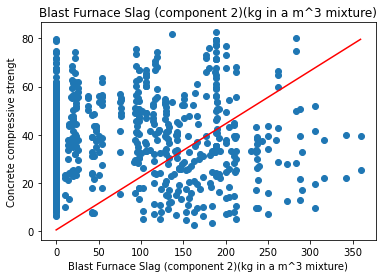 Blast Furnace Slag (component 2)(kg in a m^3 mixture)
Concrete compressive strengt
80
60
40
20
0
0 50 100 150 200 250 300 350
Blast Furnace Slag (component 2)(kg in a m^3 mixture)